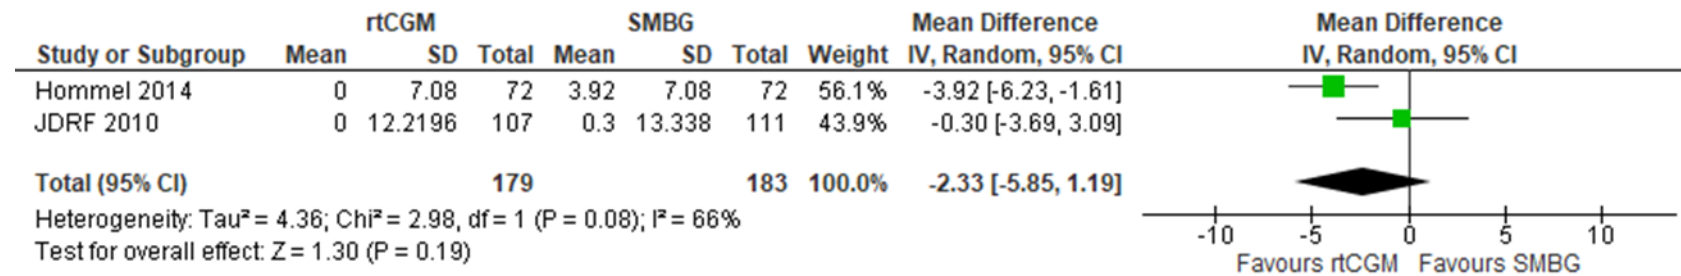 rtCGM SMBG Mean Difference Mean Difference
Study or Subgroup Mean SD Total Mean SD Total Weight IV, Random, 95% CI IV, Random, 95% CI
Hommel 2014 0 7.08 72 3.92 7.08 72 56.1% -3.92 [-6.23, -1.61]
JDRF 2010 0 12.2196 107 0.3 13.338 111 43.9% -0.30 [-3.69, 3.09]
Total (95% CI) 179 183 100.0% -2.33 [-5.85, 1.19]
Heterogeneity: Tau² = 4.36; Chi² = 2.98, df = 1 (P = 0.08); I² = 66%
Test for overall effect: Z = 1.30 (P = 0.19)
-10 -5 0 5 10
Favours rtCGM Favours SMBG